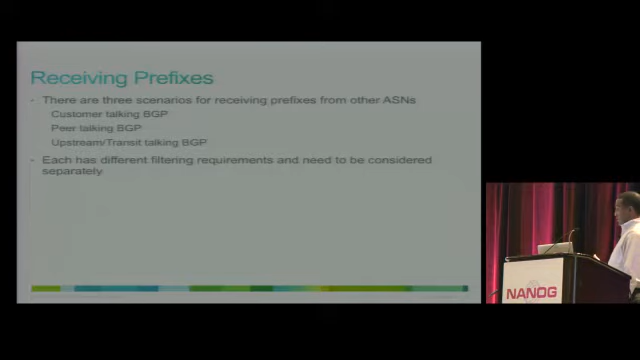 Receiving Prefixes
- There are three scenarios for receiving prefixes from other ASNs
Customer talking BGP
Peer talking BGP
Upstream/Transit talking BGP
- Each has different filtering requirements and need to be considered
separately
NANOG